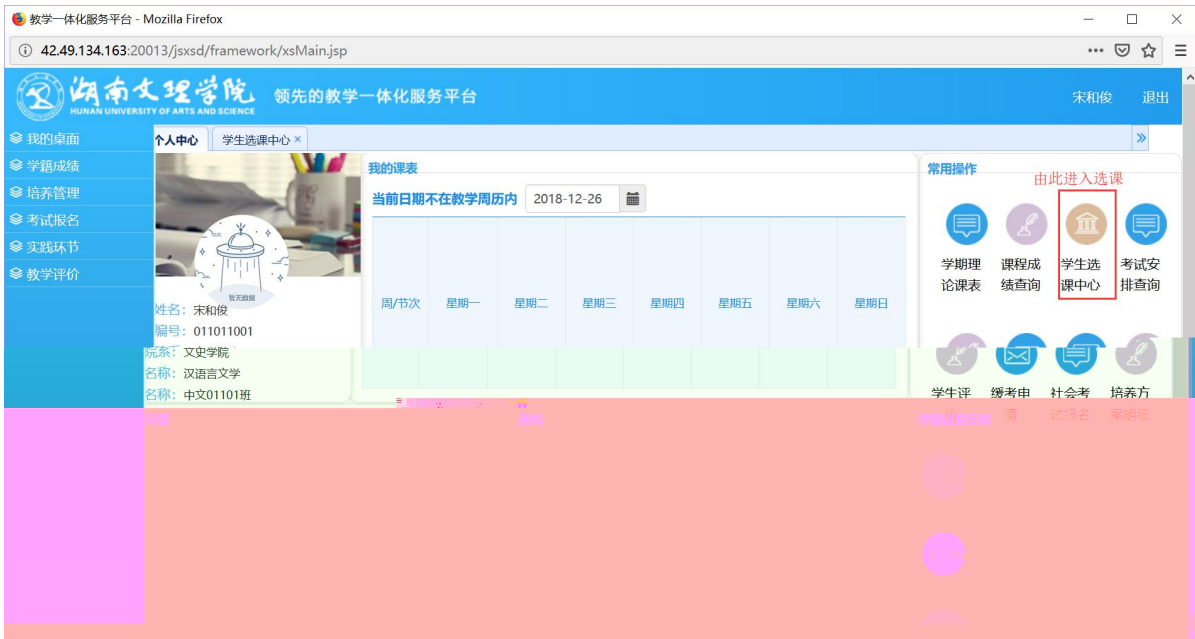 教学一体化服务平台 - Mozilla Firefox
42.49.134.163:20013/jsxsd/framework/xsMain.jsp
湖南文理学院
HUNAN UNIVERSITY OF ARTS AND SCIENCE
领先的教学一体化服务平台
宋和俊 退出
我的桌面
学籍成绩
培养管理
考试报名
实践环节
教学评价
个人中心 学生选课中心 ×
暂无数据
姓名：宋和俊
编号：011011001
院系：文史学院
名称：汉语言文学
名称：中文01101班
我的课表
当前日期不在教学周历内 2018-12-26
周/节次 星期一 星期二 星期三 星期四 星期五 星期六 星期日
常用操作
由此进入选课
学期理
论课表
课程成
绩查询
学生选
课中心
考试安
排查询
学生评
价
缓考申
请
社会考
试报名
培养方
案明细